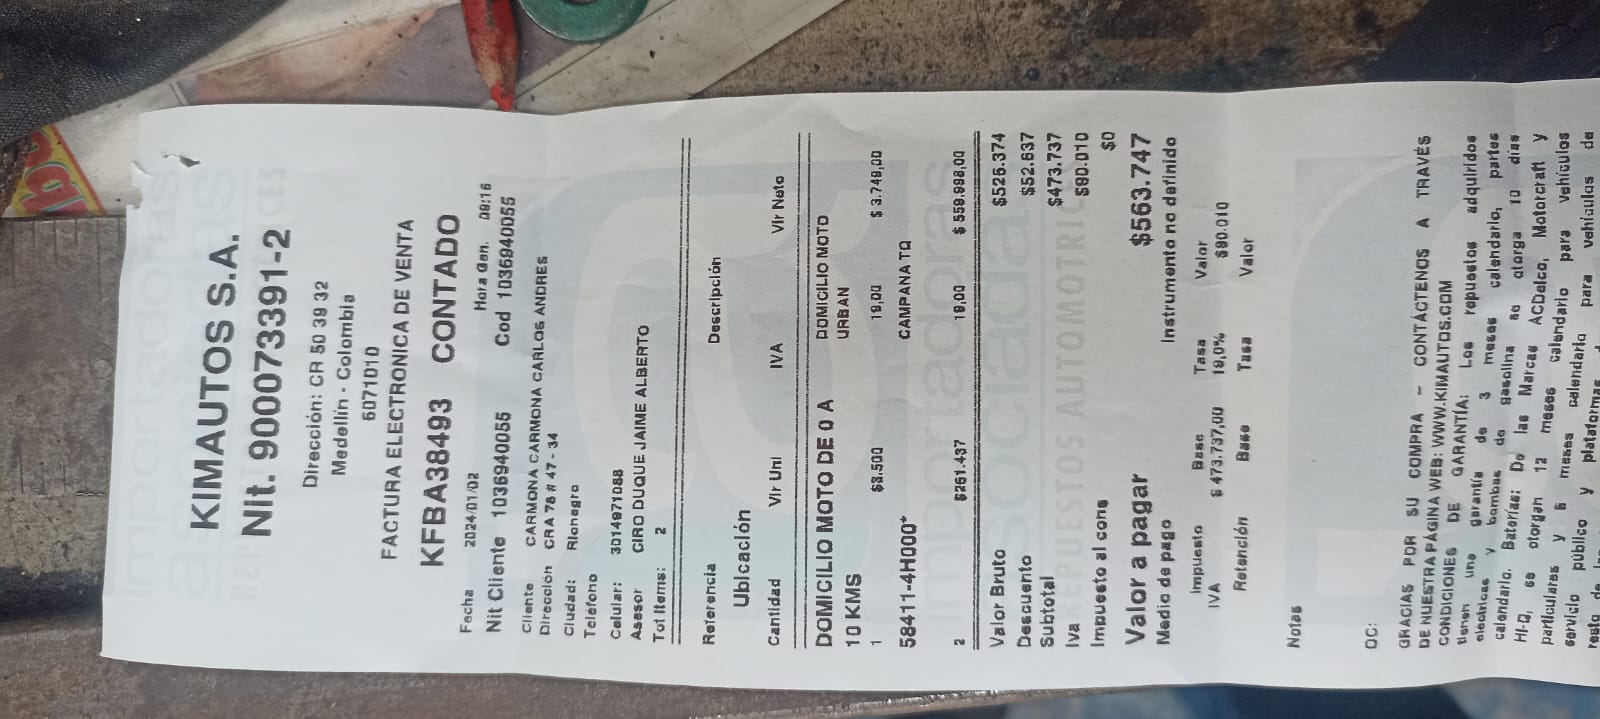 KIMAUTOS S.A.
Nit. 900073391-2
Dirección: CR 50 39 32
Medellín - Colombia
6071010
FACTURA ELECTRONICA DE VENTA
KFBA38493 CONTADO
Fecha 2024/01/02 Hora Gen. 09:16
Nit Cliente 1036940055 Cod 1036940055
Cliente CARMONA CARMONA CARLOS ANDRES
Dirección CRA 78 # 47 - 34
Ciudad: Rionegro
Teléfono
Celular: 3014971088
Asesor CIRO DUQUE JAIME ALBERTO
Tot Items: 2
Referencia Descripción
Ubicación
Cantidad Vlr Uni IVA Vlr Neto
DOMICILIO MOTO DE 0 A DOMICILIO MOTO
10 KMS URBAN
1 $3.500 19,00 $ 3.749,00
58411-4H000* CAMPANA TQ
2 $261.437 19,00 $ 559.998,00
Valor Bruto $526.374
Descuento $52.637
Subtotal $473.737
Iva $90.010
Impuesto al cons $0
Valor a pagar $563.747
Medio de pago Instrumento no definido
Impuesto Base Tasa Valor
IVA $ 473.737,00 19,0% $90.010
Retención Base Tasa Valor
Notas
OC:
GRACIAS POR SU COMPRA - CONTÁCTENOS A TRAVÉS
DE NUESTRA PÁGINA WEB: WWW.KIMAUTOS.COM
CONDICIONES DE GARANTÍA: Los repuestos adquiridos
tienen una garantía de 3 meses calendario, partes
eléctricas y bombas de gasolina se otorga 10 días
calendario. Baterías: De las Marcas ACDelco, Motorcraft y
HI-Q, se otorgan 12 meses calendario para vehículos
particulares y 6 meses calendario para vehículos de
servicio público y plataformas
importadoras
asociadas
REPUESTOS AUTOMOTRICES